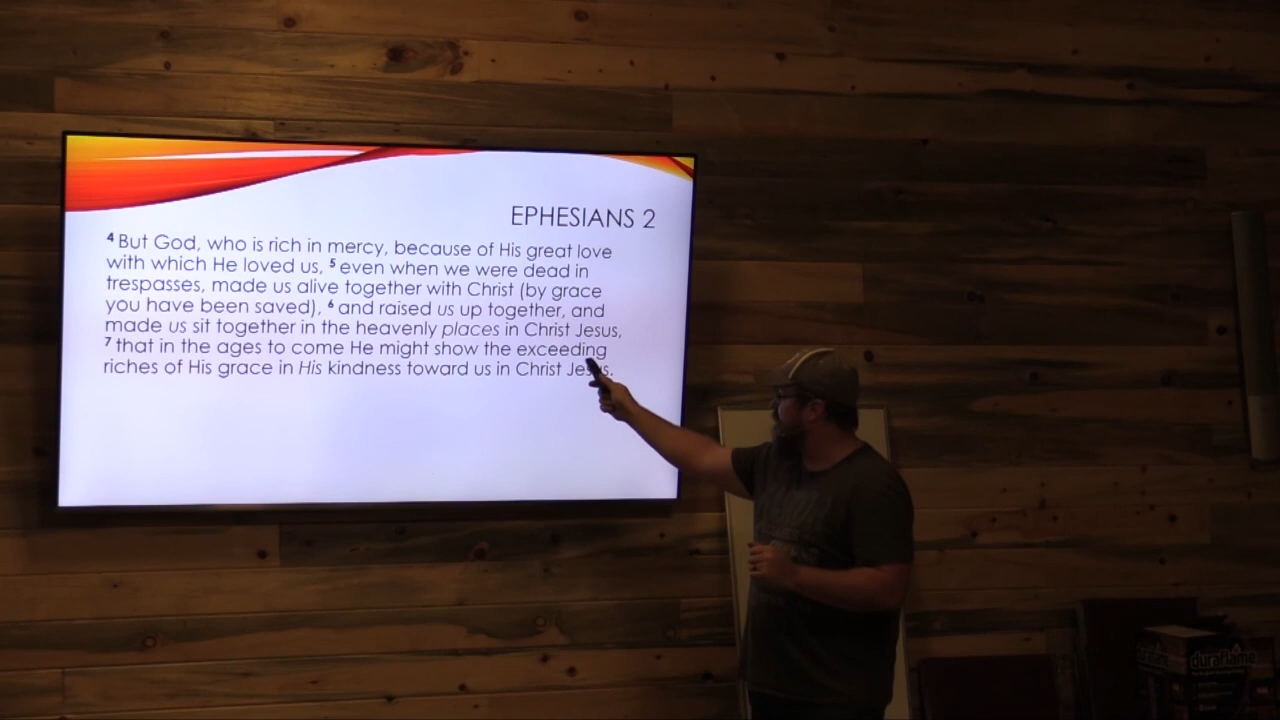 EPHESIANS 2
4 But God, who is rich in mercy, because of His great love
with which He loved us, 5 even when we were dead in
trespasses, made us alive together with Christ (by grace
you have been saved), 6 and raised us up together, and
made us sit together in the heavenly places in Christ Jesus,
7 that in the ages to come He might show the exceeding
riches of His grace in His kindness toward us in Christ Jesus.
duraflame